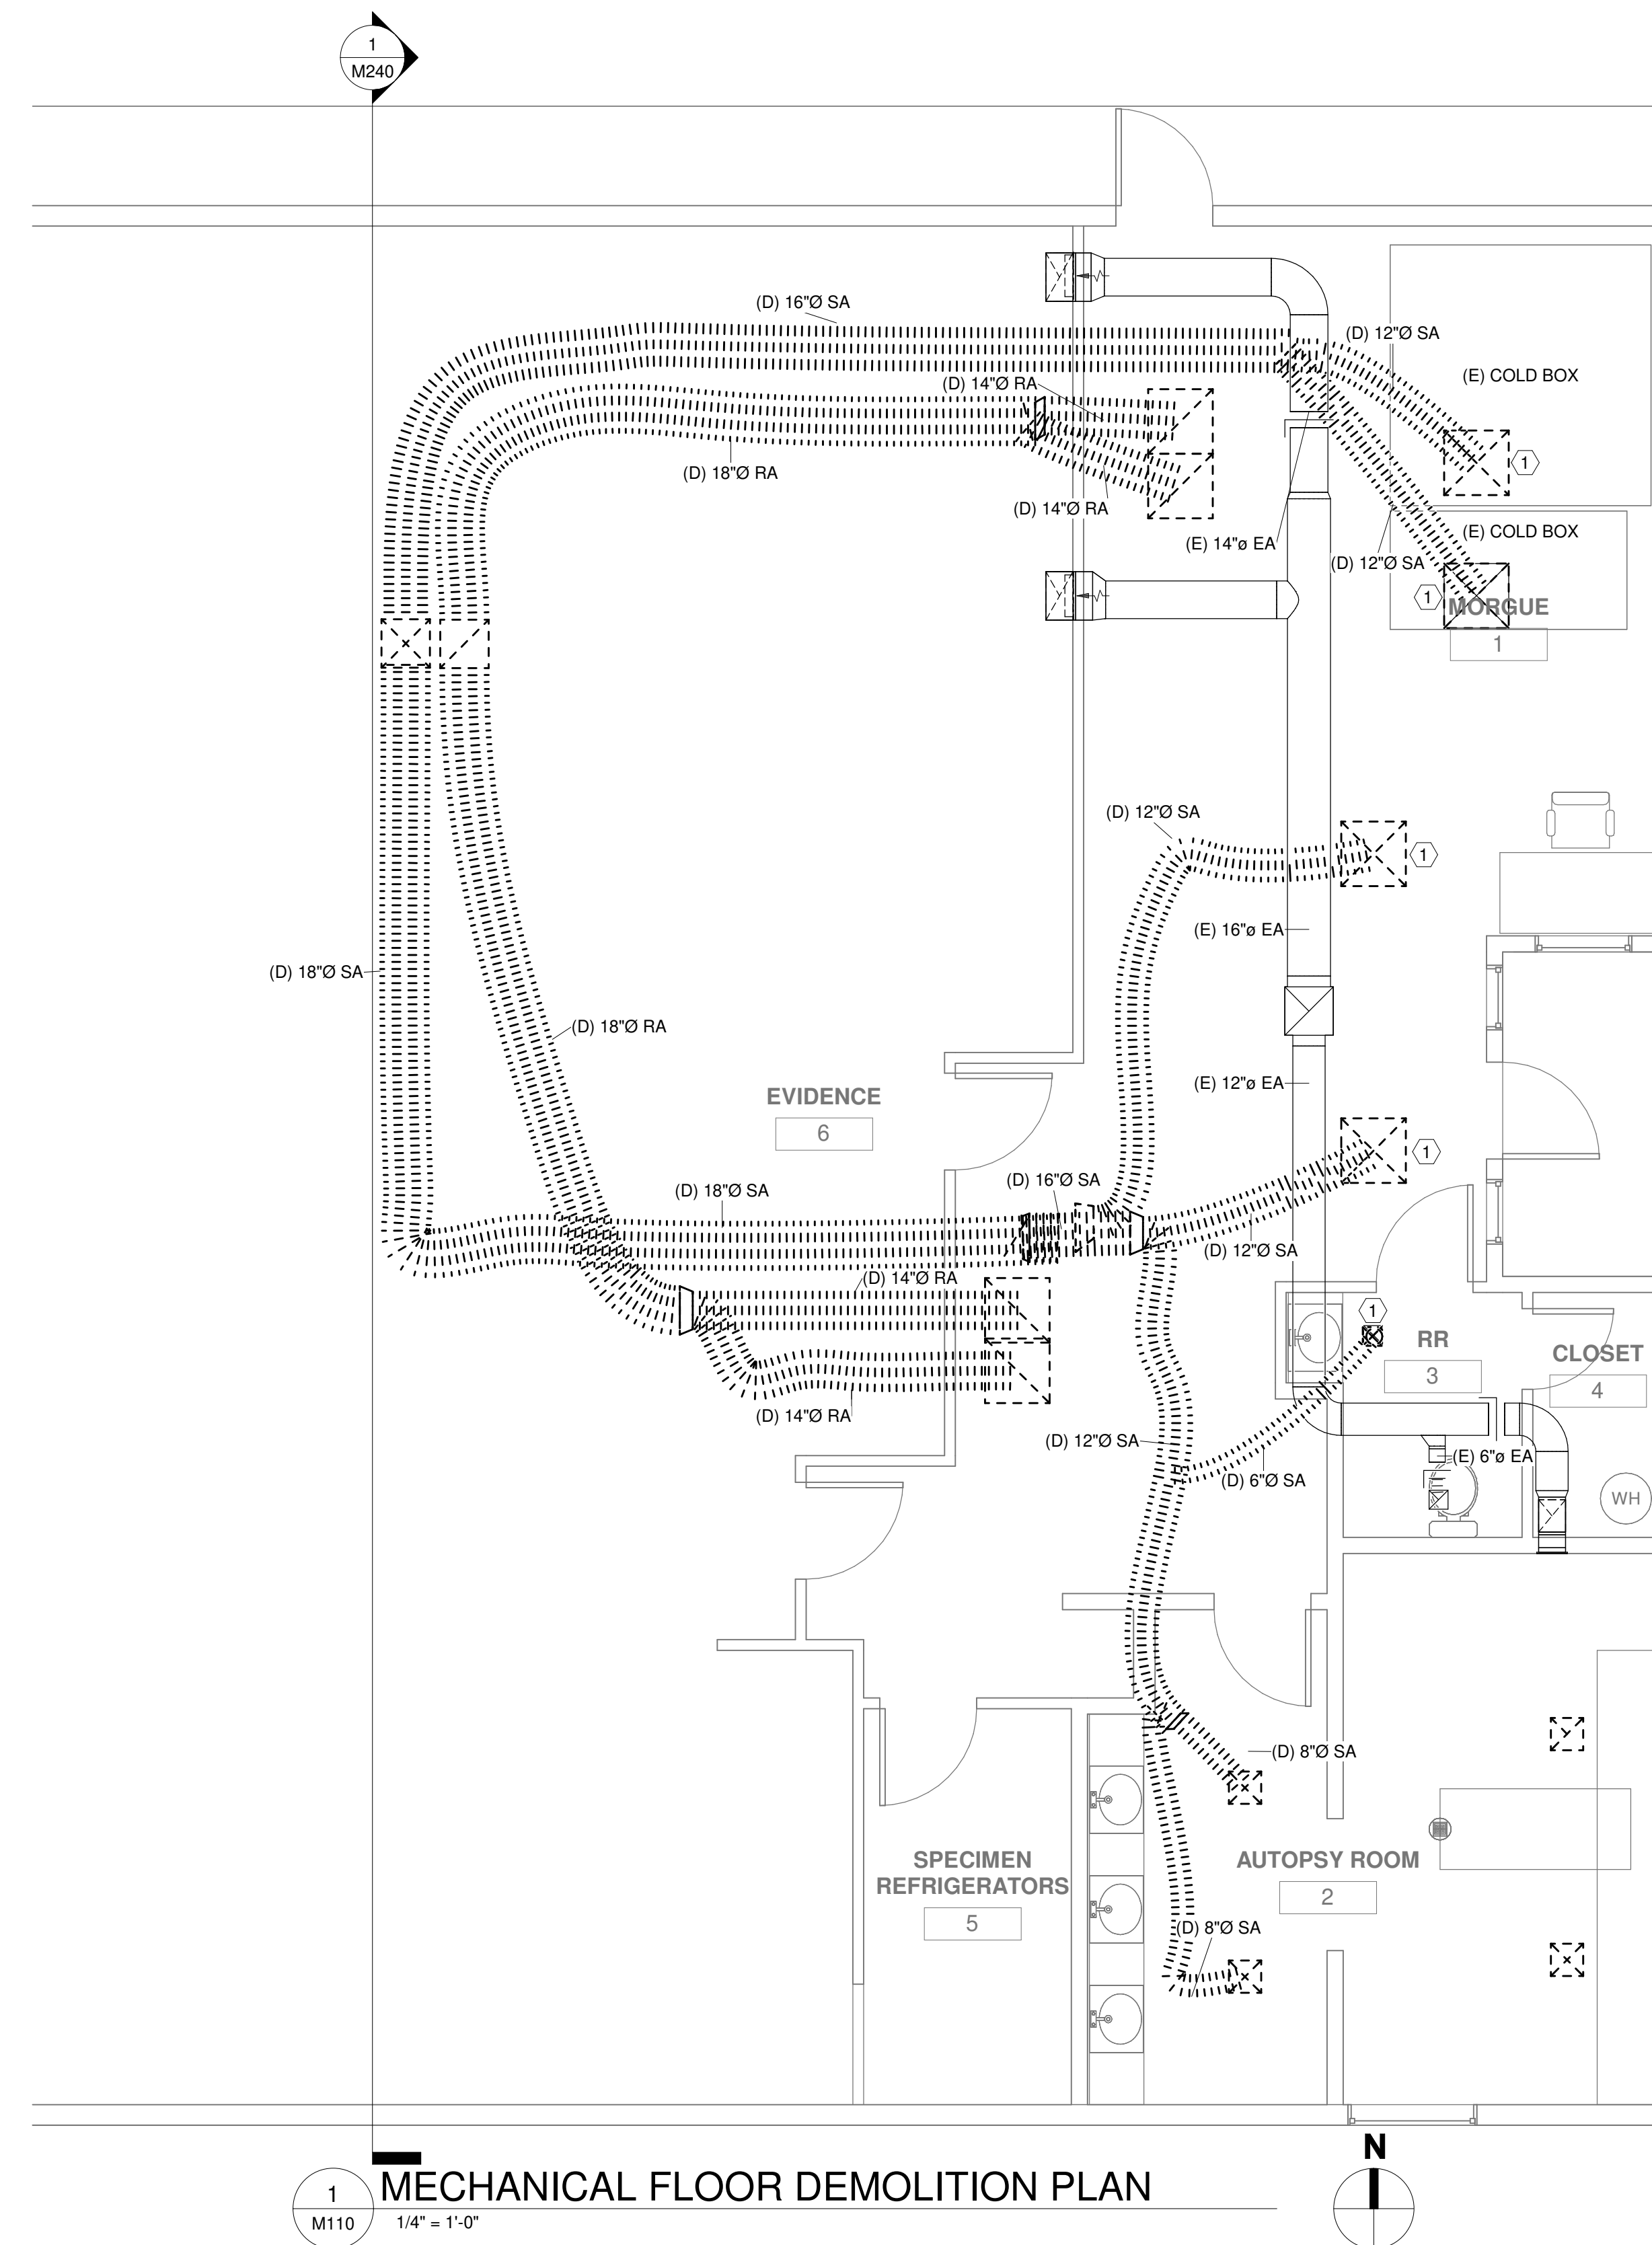 1
M240
(D) 16"Ø SA
(D) 12"Ø SA
(E) COLD BOX
(D) 14"Ø RA
(D) 18"Ø RA
1
(D) 14"Ø RA
(E) COLD BOX
(E) 14"ø EA
(D) 12"Ø SA
1
MORGUE
1
(D) 12"Ø SA
1
(E) 16"ø EA
(D) 18"Ø SA
(D) 18"Ø RA
(E) 12"ø EA
EVIDENCE
6
1
(D) 16"Ø SA
(D) 18"Ø SA
(D) 12"Ø SA
(D) 14"Ø RA
1
RR
3
CLOSET
4
(D) 14"Ø RA
(D) 12"Ø SA
(E) 6"ø EA
(D) 6"Ø SA
WH
(D) 8"Ø SA
SPECIMEN
REFRIGERATORS
5
AUTOPSY ROOM
2
(D) 8"Ø SA
N
1
M110
MECHANICAL FLOOR DEMOLITION PLAN
1/4" = 1'-0"